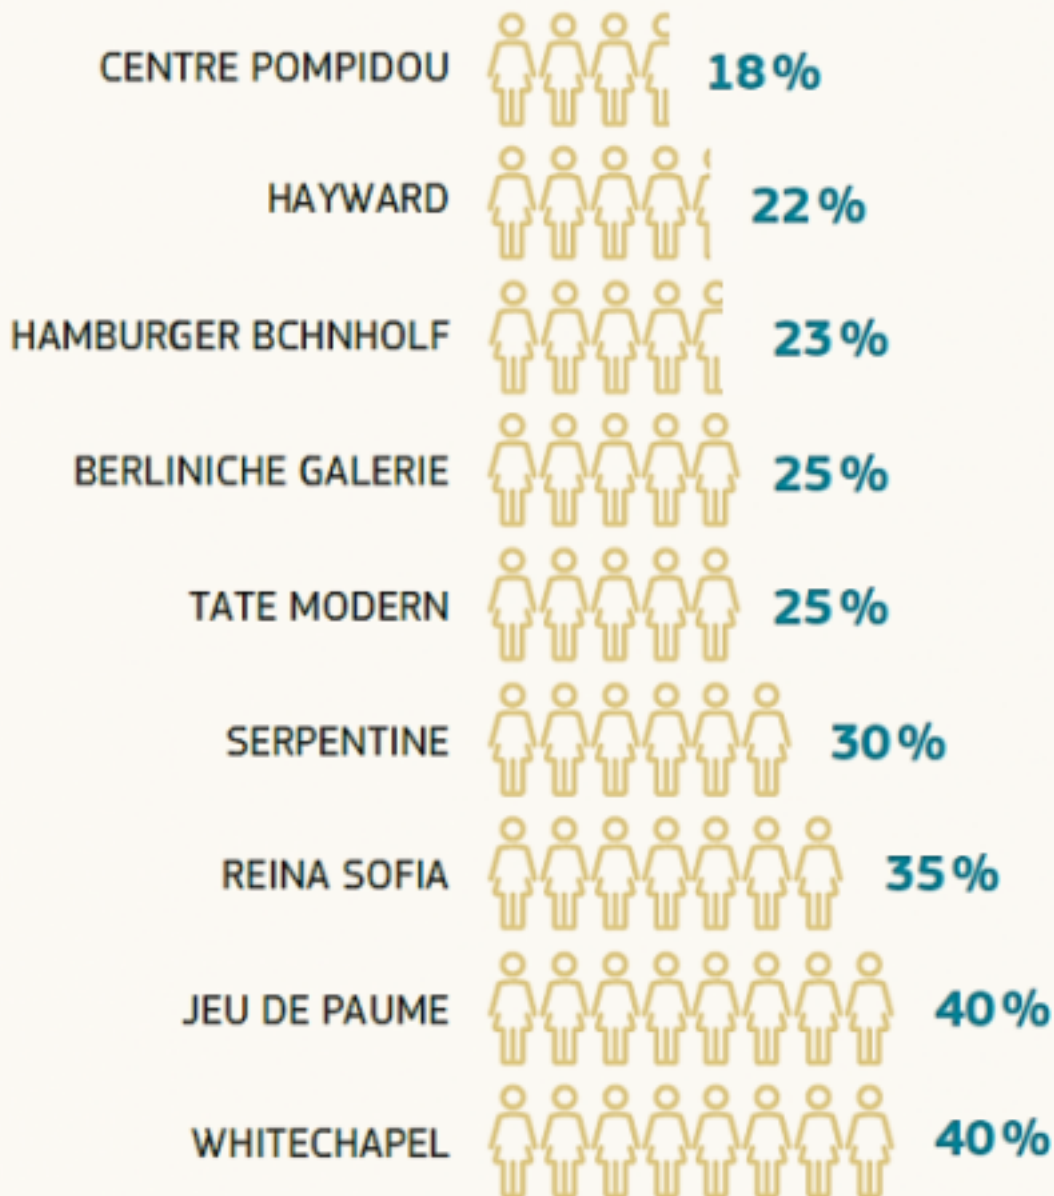 CENTRE POMPIDOU 18%
HAYWARD 22%
HAMBURGER BCHNHOLF 23%
BERLINICHE GALERIE 25%
TATE MODERN 25%
SERPENTINE 30%
REINA SOFIA 35%
JEU DE PAUME 40%
WHITECHAPEL 40%